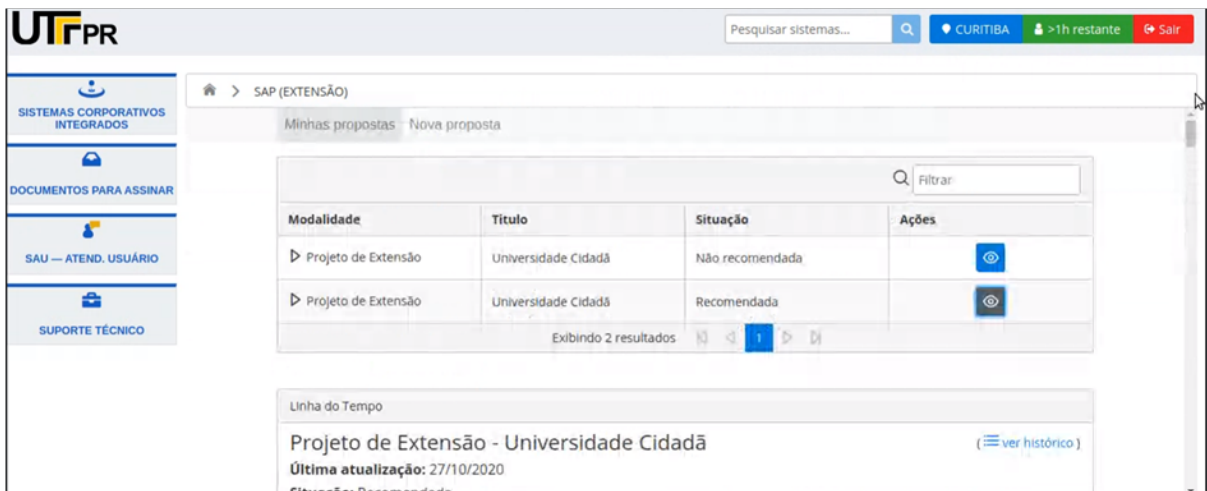 UTFPR
Pesquisar sistemas...
CURITIBA
>1h restante
Sair
SISTEMAS CORPORATIVOS
INTEGRADOS
DOCUMENTOS PARA ASSINAR
SAU — ATEND. USUÁRIO
SUPORTE TÉCNICO
> SAP (EXTENSÃO)
Minhas propostas Nova proposta
Filtrar
Modalidade Titulo Situação Ações
Projeto de Extensão Universidade Cidadã Não recomendada
Projeto de Extensão Universidade Cidadã Recomendada
Exibindo 2 resultados 1
Linha do Tempo
Projeto de Extensão - Universidade Cidadã (ver histórico)
Última atualização: 27/10/2020
Situação: Recomendada